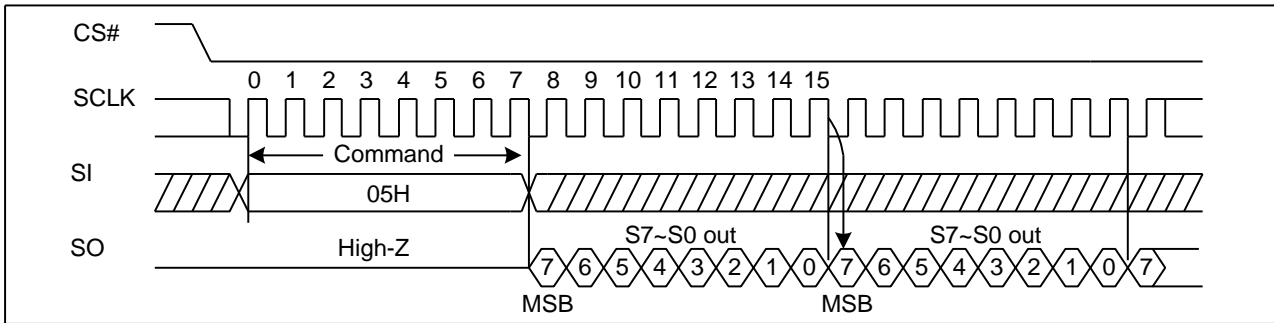 CS#
0 1 2 3 4 5 6 7 8 9 10 11 12 13 14 15
SCLK
Command
SI
05H
S7~S0 out S7~S0 out
SO High-Z
7 6 5 4 3 2 1 0 7 6 5 4 3 2 1 0 7
MSB MSB